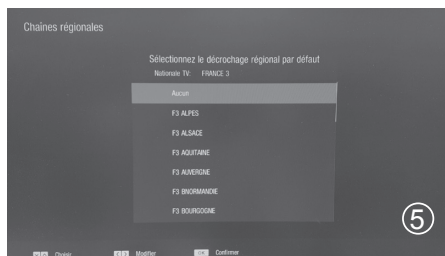 Chaînes régionales
Sélectionnez le décrochage régional par défaut
Nationale TV: FRANCE 3
Aucun
F3 ALPES
F3 ALSACE
F3 AQUITAINE
F3 AUVERGNE
F3 BNORMANDIE
F3 BOURGOGNE
⑤
Choisir Modifier OK Confirmer